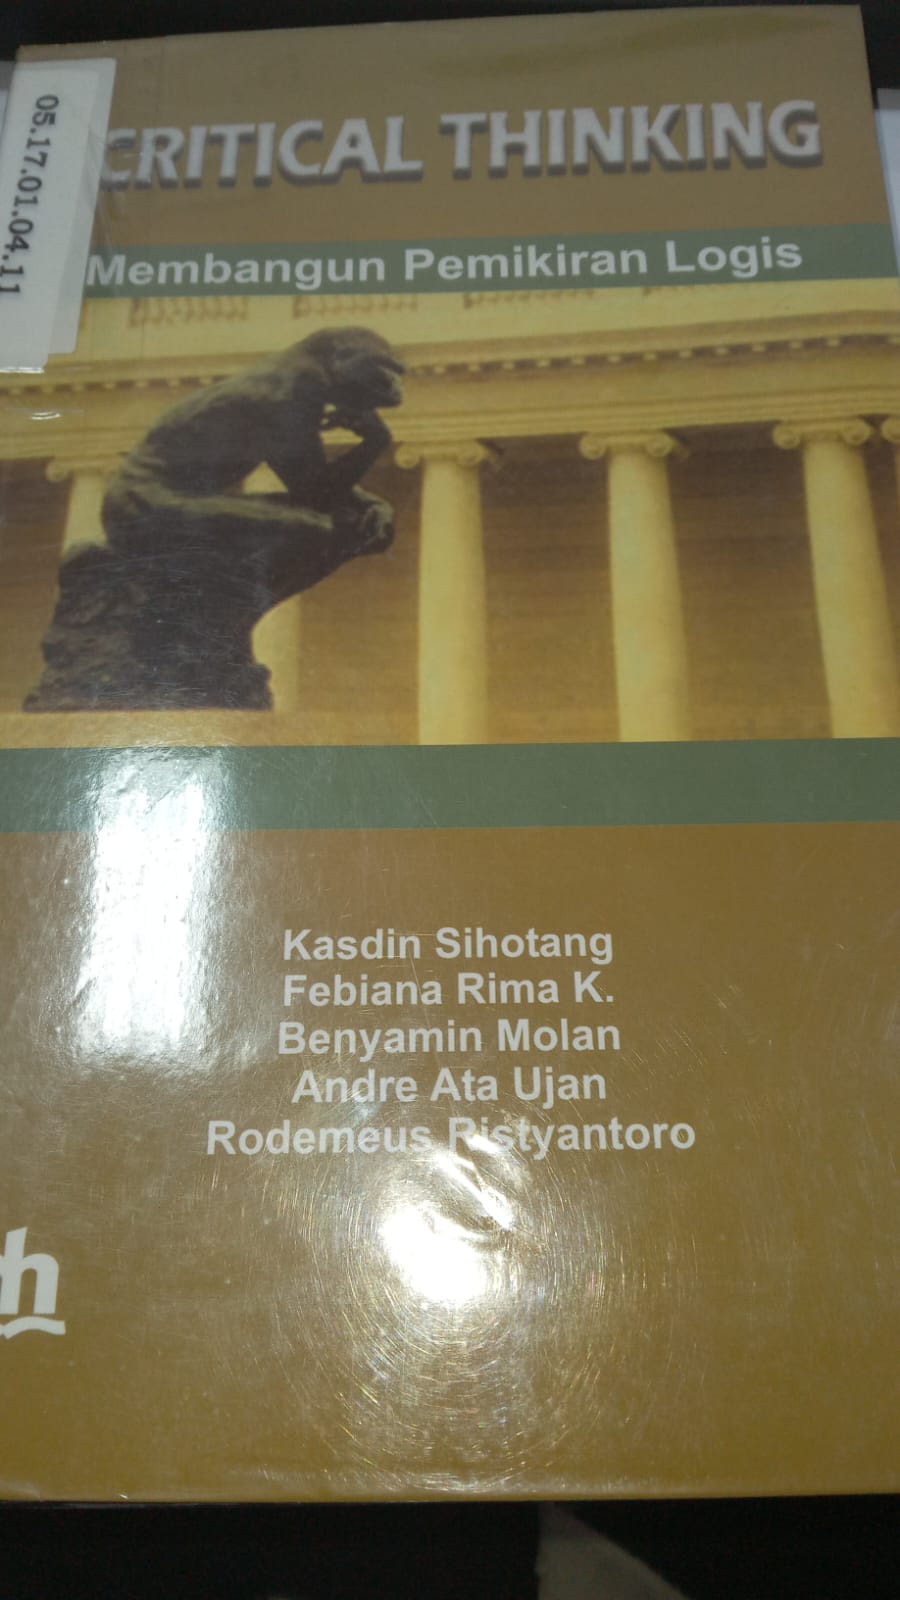 05.17.01.04.11
CRITICAL THINKING
Membangun Pemikiran Logis
Kasdin Sihotang
Febiana Rima K.
Benyamin Molan
Andre Ata Ujan
Rodemeus Ristyantoro